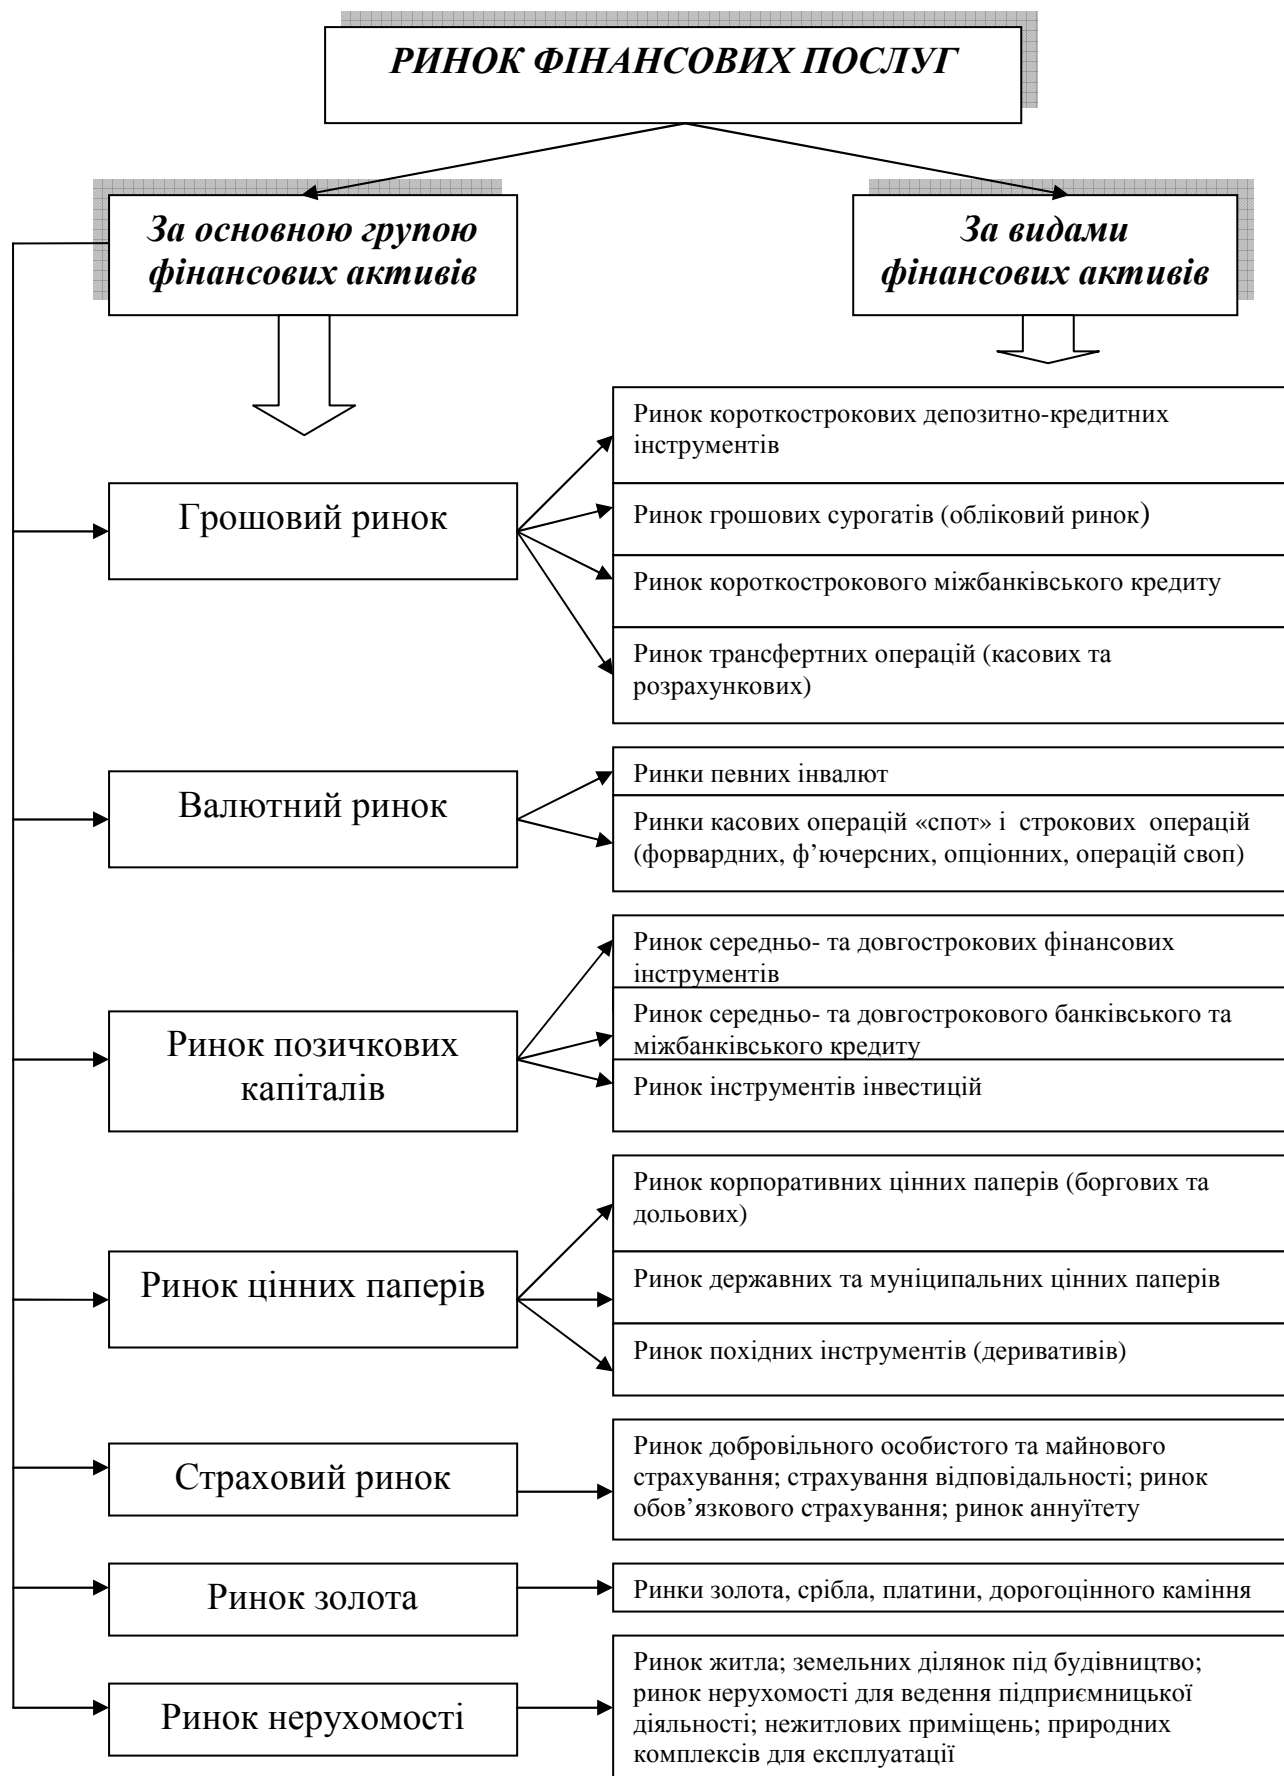 РИНОК ФІНАНСОВИХ ПОСЛУГ
За основною групою
фінансових активів
За видами
фінансових активів
Грошовий ринок
Ринок короткострокових депозитно-кредитних
інструментів
Ринок грошових сурогатів (обліковий ринок)
Ринок короткострокового міжбанківського кредиту
Ринок трансфертних операцій (касових та
розрахункових)
Валютний ринок
Ринки певних інвалют
Ринки касових операцій «спот» і строкових операцій
(форвардних, ф’ючерсних, опціонних, операцій своп)
Ринок позичкових
капіталів
Ринок середньо- та довгострокових фінансових
інструментів
Ринок середньо- та довгострокового банківського та
міжбанківського кредиту
Ринок інструментів інвестицій
Ринок цінних паперів
Ринок корпоративних цінних паперів (боргових та
дольових)
Ринок державних та муніципальних цінних паперів
Ринок похідних інструментів (деривативів)
Страховий ринок
Ринок добровільного особистого та майнового
страхування; страхування відповідальності; ринок
обов’язкового страхування; ринок аннуїтету
Ринок золота
Ринки золота, срібла, платини, дорогоцінного каміння
Ринок нерухомості
Ринок житла; земельних ділянок під будівництво;
ринок нерухомості для ведення підприємницької
діяльності; нежитлових приміщень; природних
комплексів для експлуатації